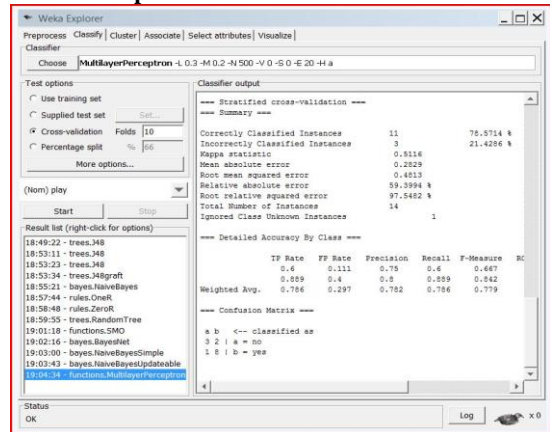 Weka Explorer
Preprocess Classify Cluster Associate Select attributes Visualize
Classifier
Choose MultilayerPerceptron -L 0.3 -M 0.2 -N 500 -V 0 -S 0 -E 20 -H a
Test options
Use training set
Supplied test set Set...
Cross-validation Folds 10
Percentage split % 66
More options...
(Nom) play
Start Stop
Result list (right-click for options)
18:49:22 - trees.J48
18:53:11 - trees.J48
18:53:23 - trees.J48
18:53:34 - trees.J48graft
18:55:21 - bayes.NaiveBayes
18:57:44 - rules.OneR
18:58:48 - rules.ZeroR
18:59:55 - trees.RandomTree
19:01:18 - functions.SMO
19:02:16 - bayes.BayesNet
19:03:00 - bayes.NaiveBayesSimple
19:03:43 - bayes.NaiveBayesUpdateable
19:04:34 - functions.MultilayerPerceptron
Classifier output
=== Stratified cross-validation ===
=== Summary ===
Correctly Classified Instances 11 78.5714 %
Incorrectly Classified Instances 3 21.4286 %
Kappa statistic 0.5116
Mean absolute error 0.2829
Root mean squared error 0.4813
Relative absolute error 59.3994 %
Root relative squared error 97.5482 %
Total Number of Instances 14
Ignored Class Unknown Instances 1
=== Detailed Accuracy By Class ===
TP Rate FP Rate Precision Recall F-Measure RO
0.6 0.111 0.75 0.6 0.667
0.889 0.4 0.8 0.889 0.842
Weighted Avg. 0.786 0.297 0.782 0.786 0.779
=== Confusion Matrix ===
a b <-- classified as
3 2 | a = no
1 8 | b = yes
Status
OK
Log x 0